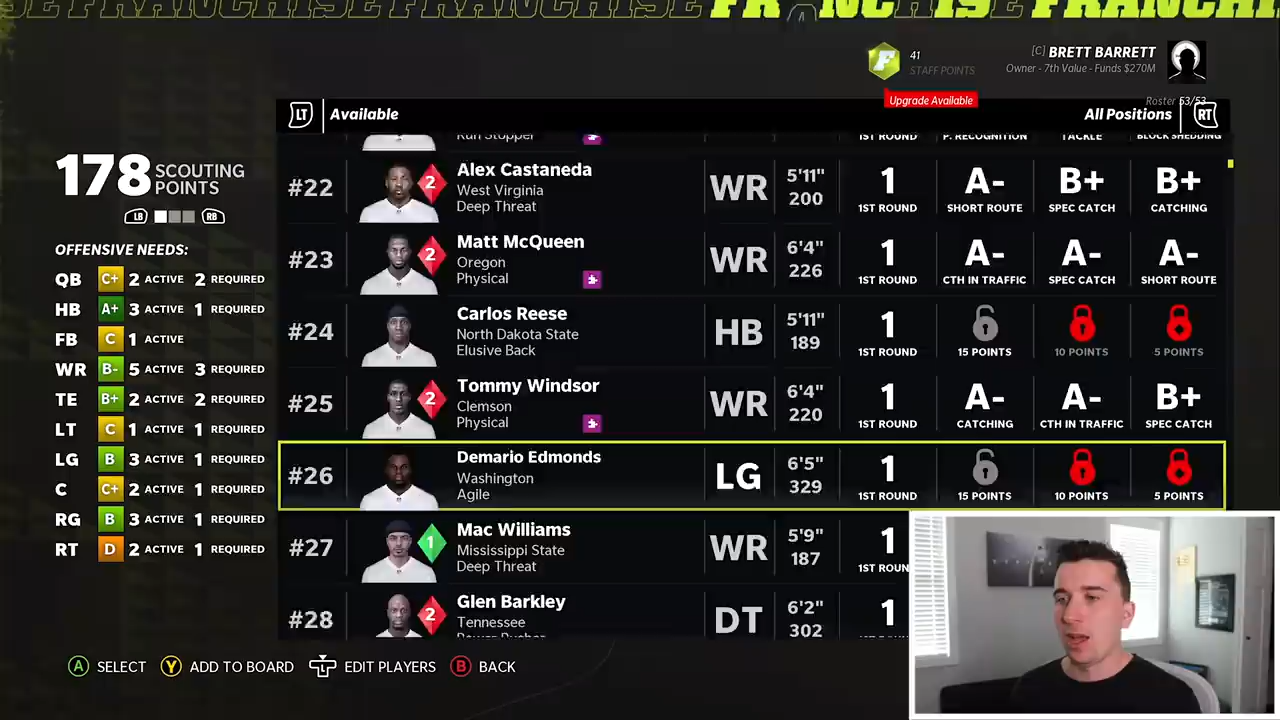 FRANCHISE FRANCHISE FRANCHISE
41
STAFF POINTS
Upgrade Available
[C] BRETT BARRETT
Owner - 7th Value - Funds $270M
Roster 53/53
LT Available
All Positions RT
178 SCOUTING POINTS
LB RB
OFFENSIVE NEEDS:
QB C+ 2 ACTIVE 2 REQUIRED
HB A+ 3 ACTIVE 1 REQUIRED
FB C 1 ACTIVE
WR B- 5 ACTIVE 3 REQUIRED
TE B+ 2 ACTIVE 2 REQUIRED
LT C 1 ACTIVE 1 REQUIRED
LG B 3 ACTIVE 1 REQUIRED
C C+ 2 ACTIVE 1 REQUIRED
RG B 3 ACTIVE 1 REQUIRED
RT D 2 ACTIVE 1 REQUIRED
Run Stopper 1ST ROUND P. RECOGNITION TACKLE BLOCK SHEDDING
#22 2 Alex Castaneda WR 5'11" 1 A- B+ B+
West Virginia 200
Deep Threat 1ST ROUND SHORT ROUTE SPEC CATCH CATCHING
#23 2 Matt McQueen WR 6'4" 1 A- A- A-
Oregon 226
Physical 1ST ROUND CTH IN TRAFFIC SPEC CATCH SHORT ROUTE
#24 Carlos Reese HB 5'11" 1
North Dakota State 189
Elusive Back 1ST ROUND 15 POINTS 10 POINTS 5 POINTS
#25 2 Tommy Windsor WR 6'4" 1 A- A- B+
Clemson 220
Physical 1ST ROUND CATCHING CTH IN TRAFFIC SPEC CATCH
#26 Demario Edmonds LG 6'5" 1
Washington 329
Agile 1ST ROUND 15 POINTS 10 POINTS 5 POINTS
#27 1 Mac Williams WR 5'9" 1
Mississippi State 187
Deep Threat 1ST ROUN
#28 2 Glen Barkley DT 6'2" 1
Tennessee 302
A SELECT Y ADD TO BOARD EDIT PLAYERS B BACK